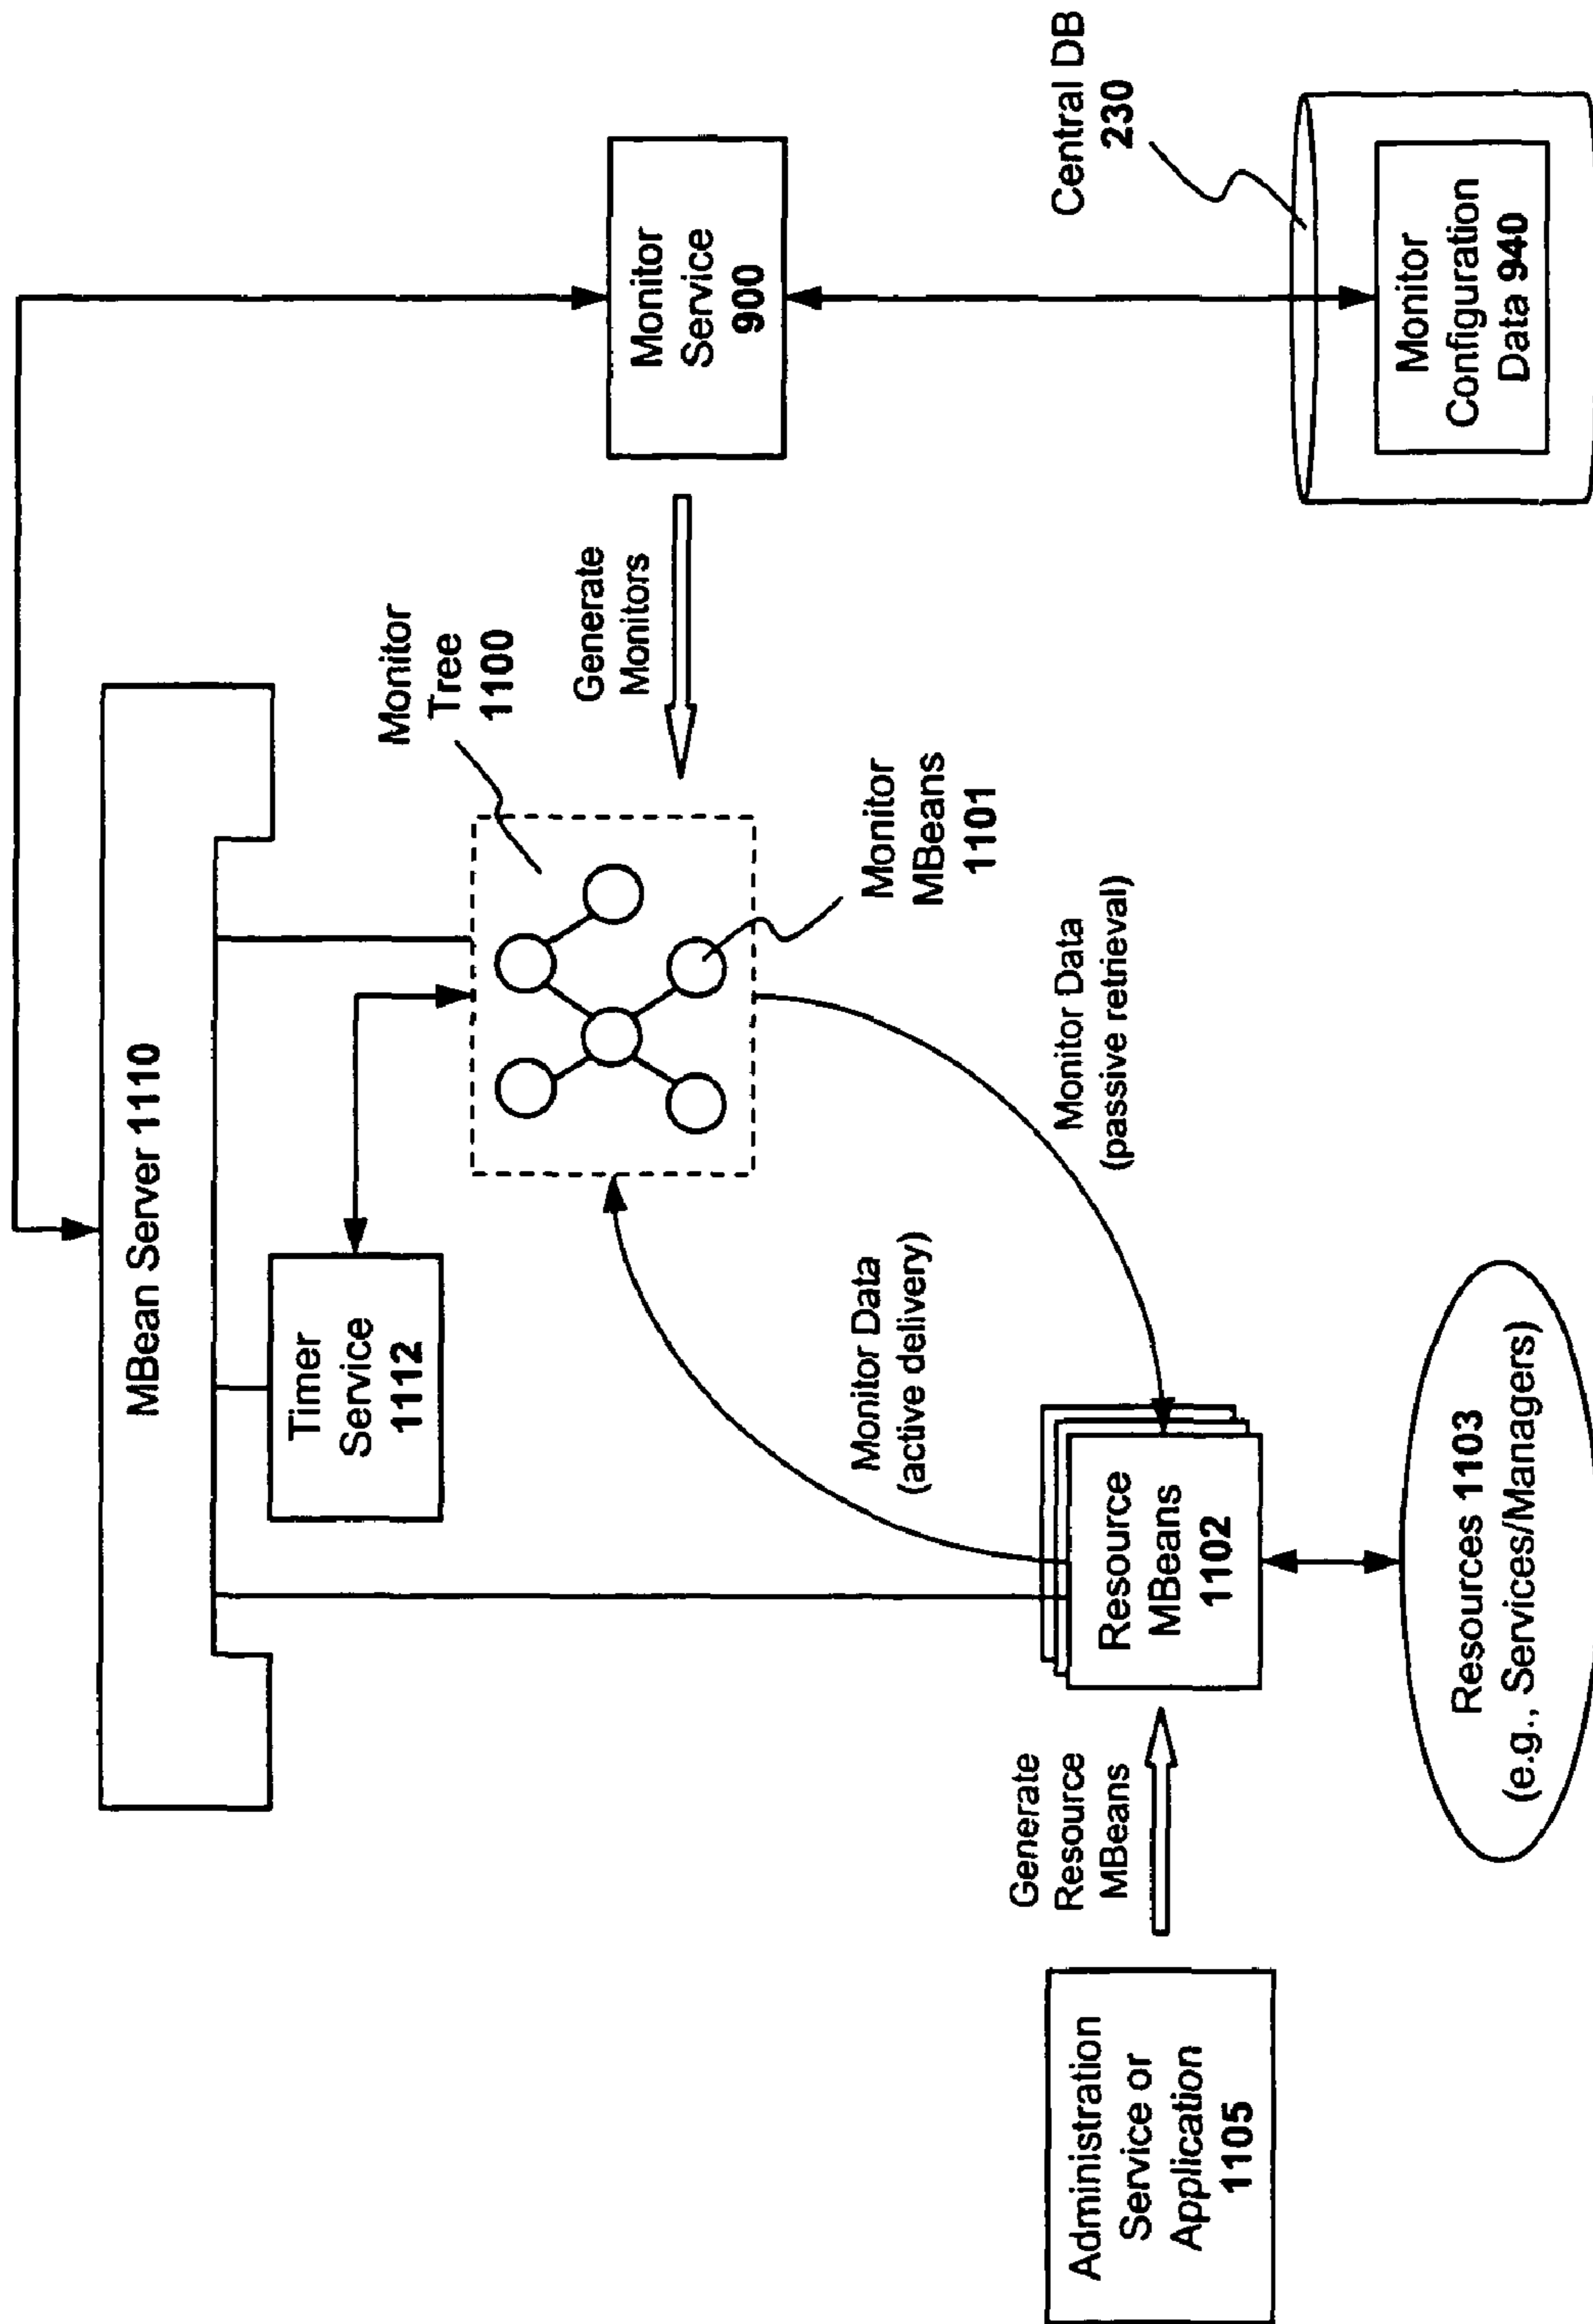 MBean Server 1110
Timer
Service
1112
Monitor
Tree
1100
Generate
Monitors
Monitor
Service
900
Monitor
MBeans
1101
Monitor Data
(active delivery)
Monitor Data
(passive retrieval)
Central DB
230
Monitor
Configuration
Data 940
Generate
Resource
MBeans
Resource
MBeans
1102
Administration
Service or
Application
1105
Resources 1103
(e.g., Services/Managers)